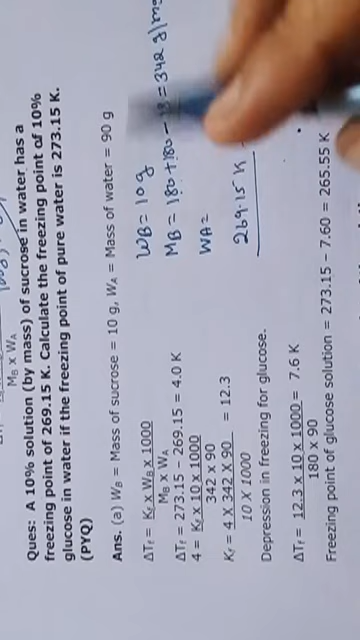 M_B x W_A
Ques: A 10% solution (by mass) of sucrose in water has a
freezing point of 269.15 K. Calculate the freezing point of 10%
glucose in water if the freezing point of pure water is 273.15 K.
(PYQ)
Ans. (a) W_B = Mass of sucrose = 10 g, W_A = Mass of water = 90 g
ΔT_f = K_f x W_B x 1000
M_B x W_A
ΔT_f = 273.15 - 269.15 = 4.0 K
4 = K_f x 10 x 1000
342 x 90
K_f = 4 X 342 X 90 = 12.3
10 X 1000
Depression in freezing for glucose.
ΔT_f = 12.3 x 10 x 1000 = 7.6 K
180 x 90
Freezing point of glucose solution = 273.15 - 7.60 = 265.55 K
W_B = 10g
M_B = 180+180 - 18 = 342 g/mo
W_A =
269.15 K